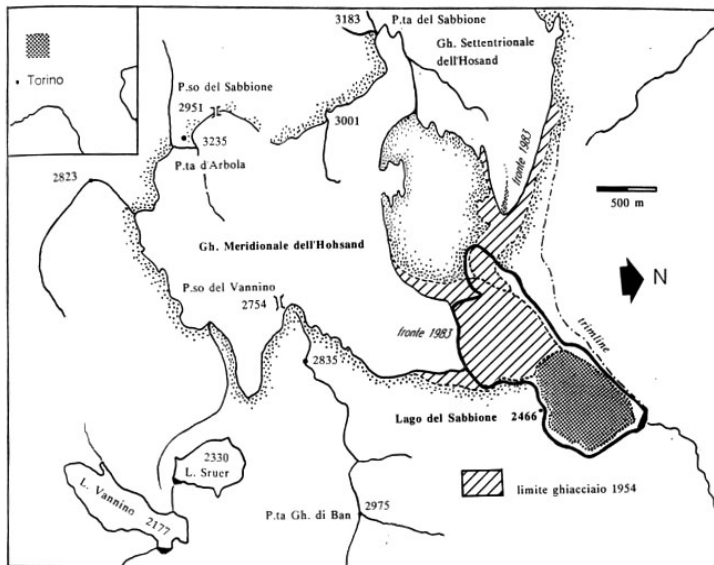 3183
P.ta del Sabbione
Gh. Settentrionale
dell'Hosand
• Torino
P.so del Sabbione
2951
3235
P.ta d'Arbola
3001
fronte 1983
2823
500 m
Gh. Meridionale dell'Hohsand
N
P.so del Vannino
2754
fronte 1983
trimline
2835
Lago del Sabbione
2466
2330
L. Sruer
limite ghiacciaio 1954
L. Vannino
2177
P.ta Gh. di Ban
2975